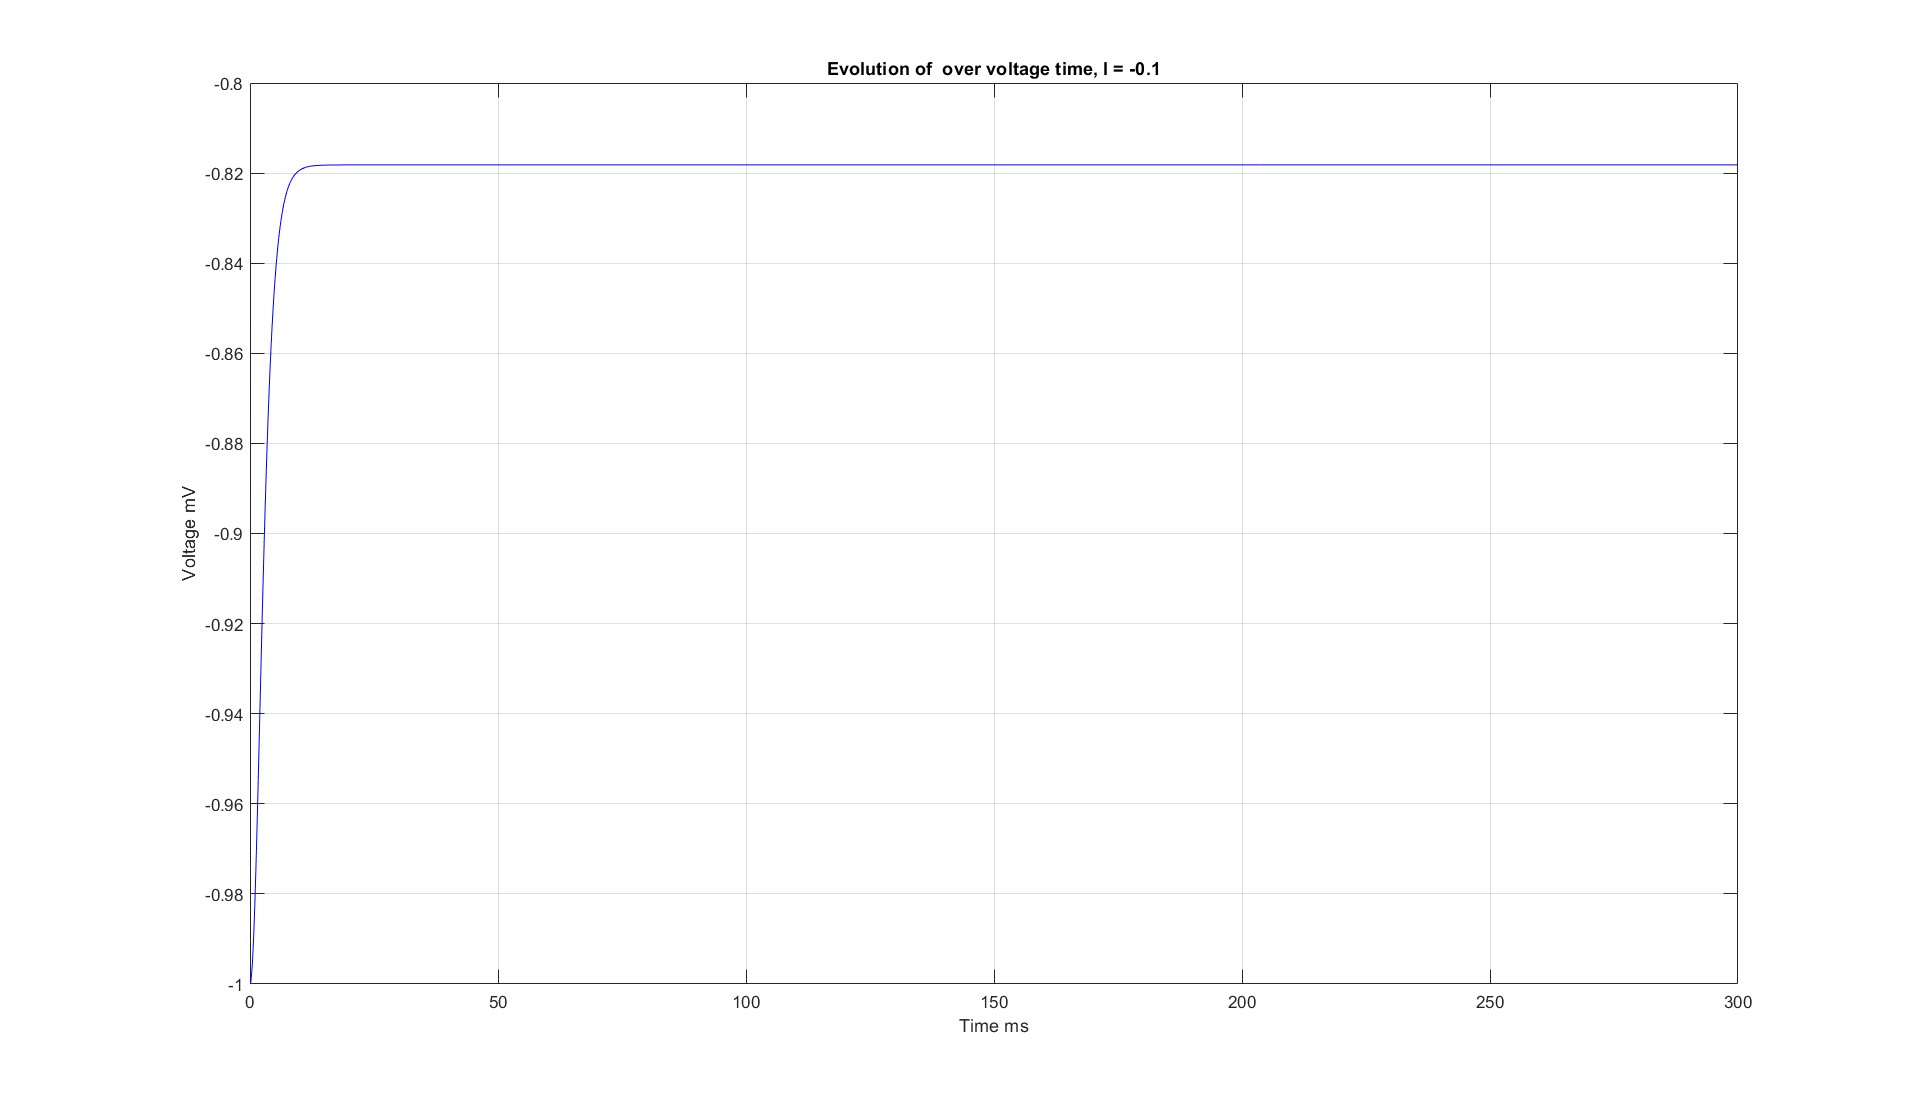 Evolution of  over voltage time, I = -0.1
-0.8
-0.82
-0.84
-0.86
-0.88
-0.9
-0.92
-0.94
-0.96
-0.98
-1
Voltage mV
0 50 100 150 200 250 300
Time ms